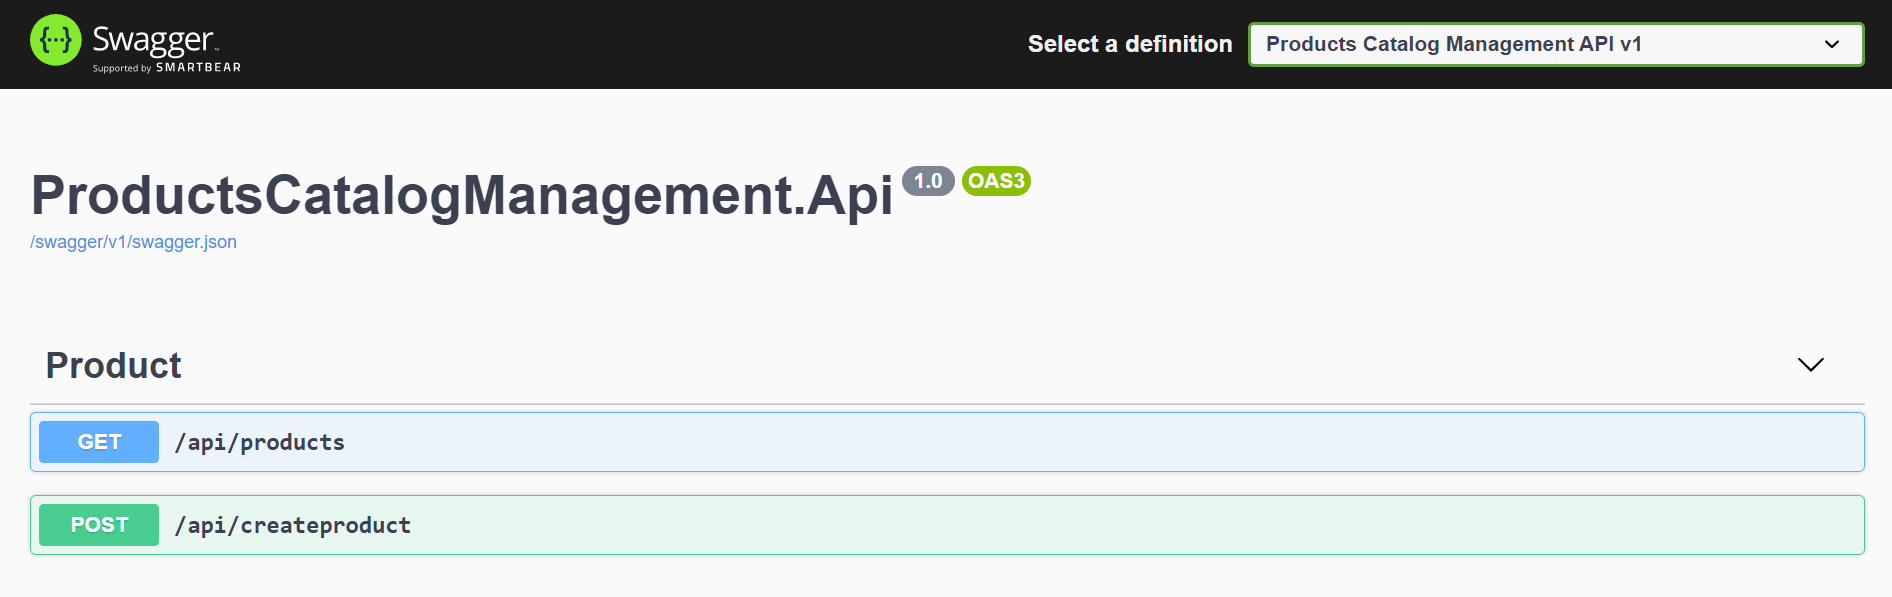 {···} Swagger™
Supported by SMARTBEAR
Select a definition
Products Catalog Management API v1
ProductsCatalogManagement.Api 1.0 OAS3
/swagger/v1/swagger.json
Product
GET /api/products
POST /api/createproduct